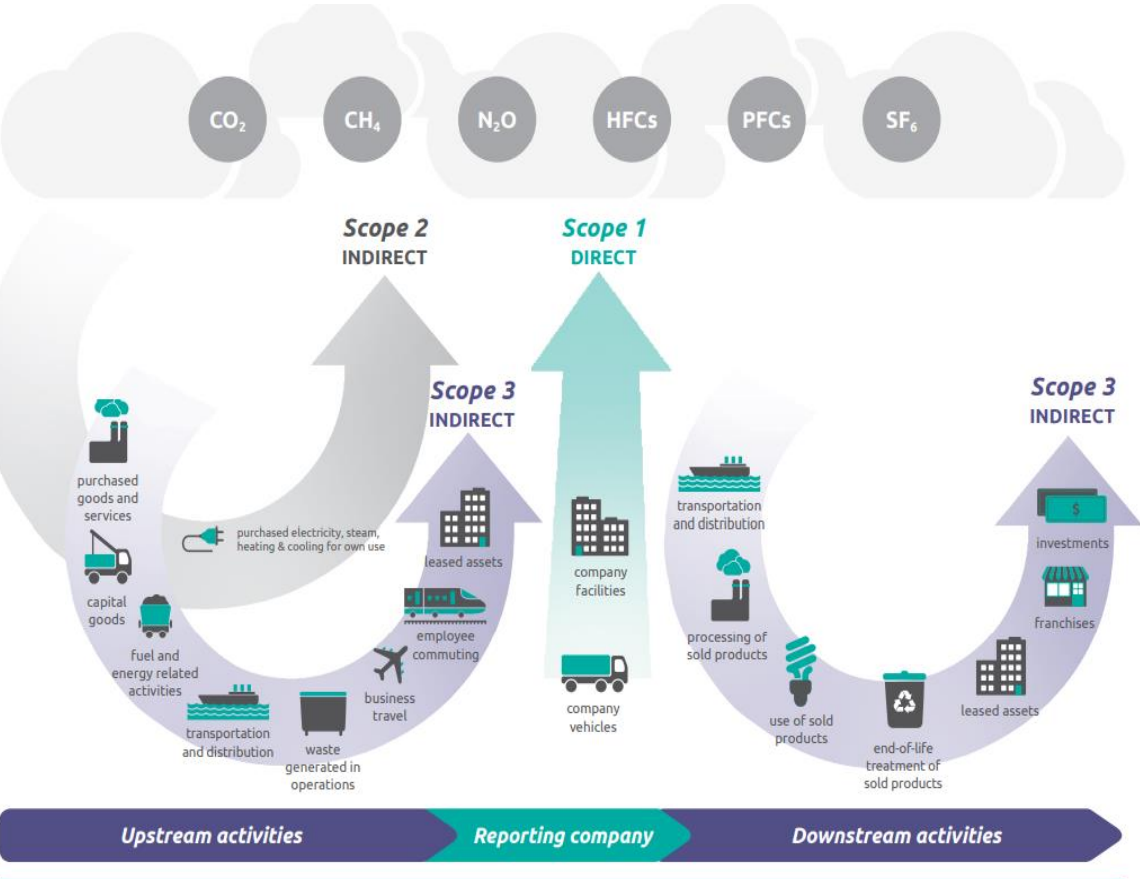 CO₂
CH₄
N₂O
HFCs
PFCs
SF₆
Scope 2
INDIRECT
Scope 1
DIRECT
Scope 3
INDIRECT
Scope 3
INDIRECT
purchased
goods and
services
capital
goods
fuel and
energy related
activities
transportation
and distribution
waste
generated in
operations
business
travel
employee
commuting
leased assets
purchased electricity, steam,
heating & cooling for own use
company
facilities
company
vehicles
transportation
and distribution
processing of
sold products
use of sold
products
end-of-life
treatment of
sold products
leased assets
franchises
$
investments
Upstream activities
Reporting company
Downstream activities